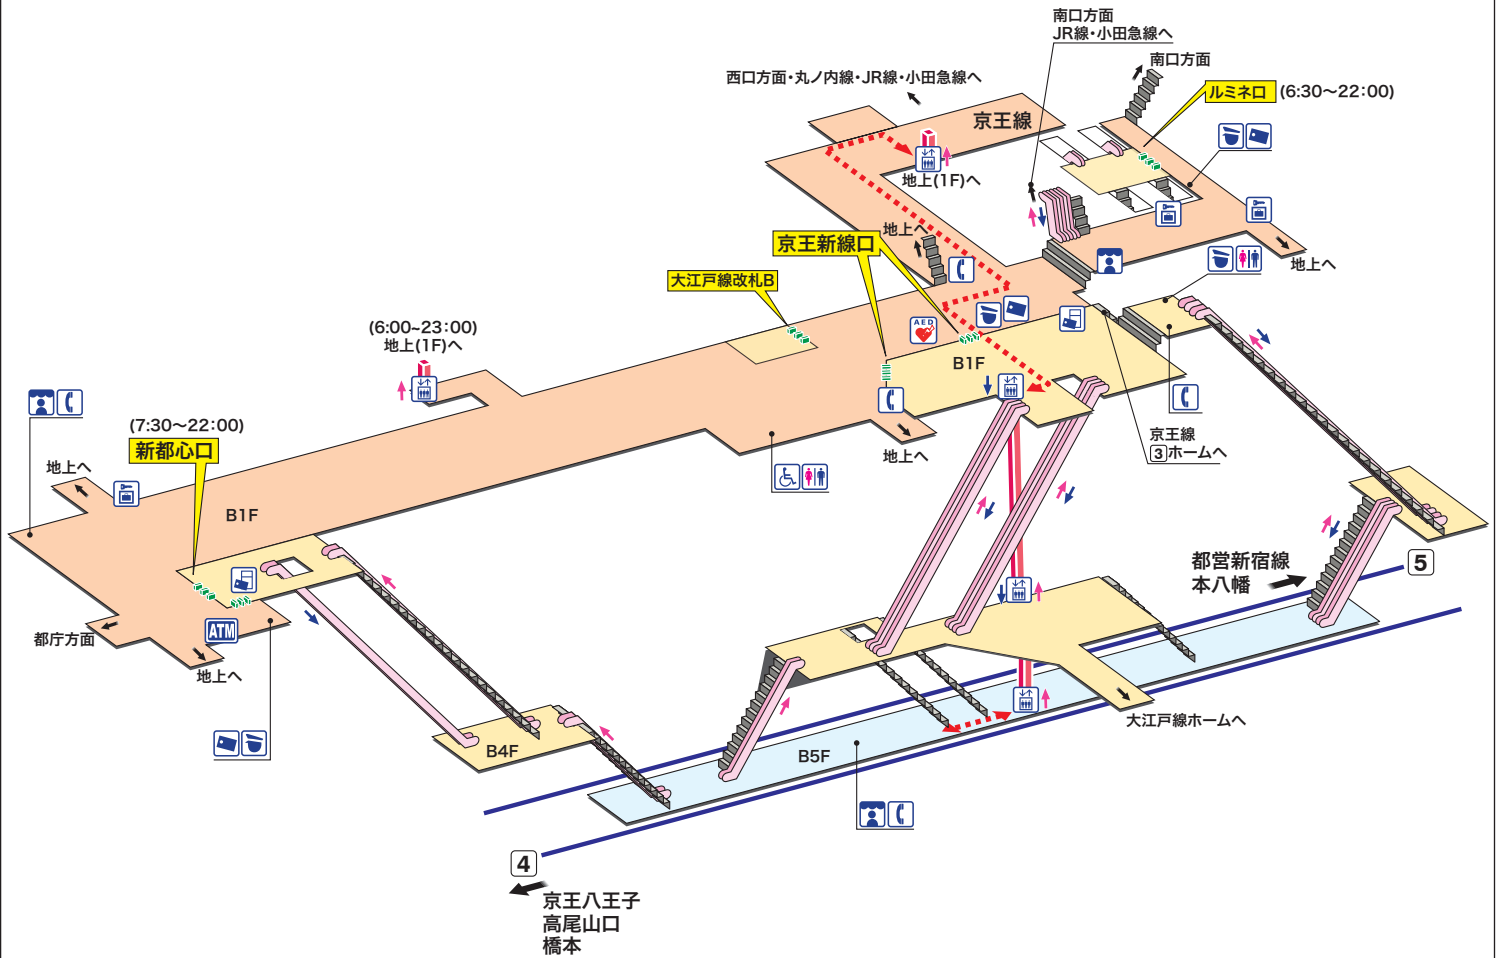 南口方面
JR線・小田急線へ
南口方面
西口方面・丸ノ内線・JR線・小田急線へ
ルミネ口
(6:30〜22:00)
京王線
地上(1F)へ
地上へ
京王新線口
地上へ
大江戸線改札B
AED
(6:00~23:00)
地上(1F)へ
B1F
(7:30〜22:00)
新都心口
京王線
3ホームへ
地上へ
地上へ
B1F
都営新宿線
本八幡
5
ATM
都庁方面
地上へ
大江戸線ホームへ
B4F
B5F
4
京王八王子
高尾山口
橋本